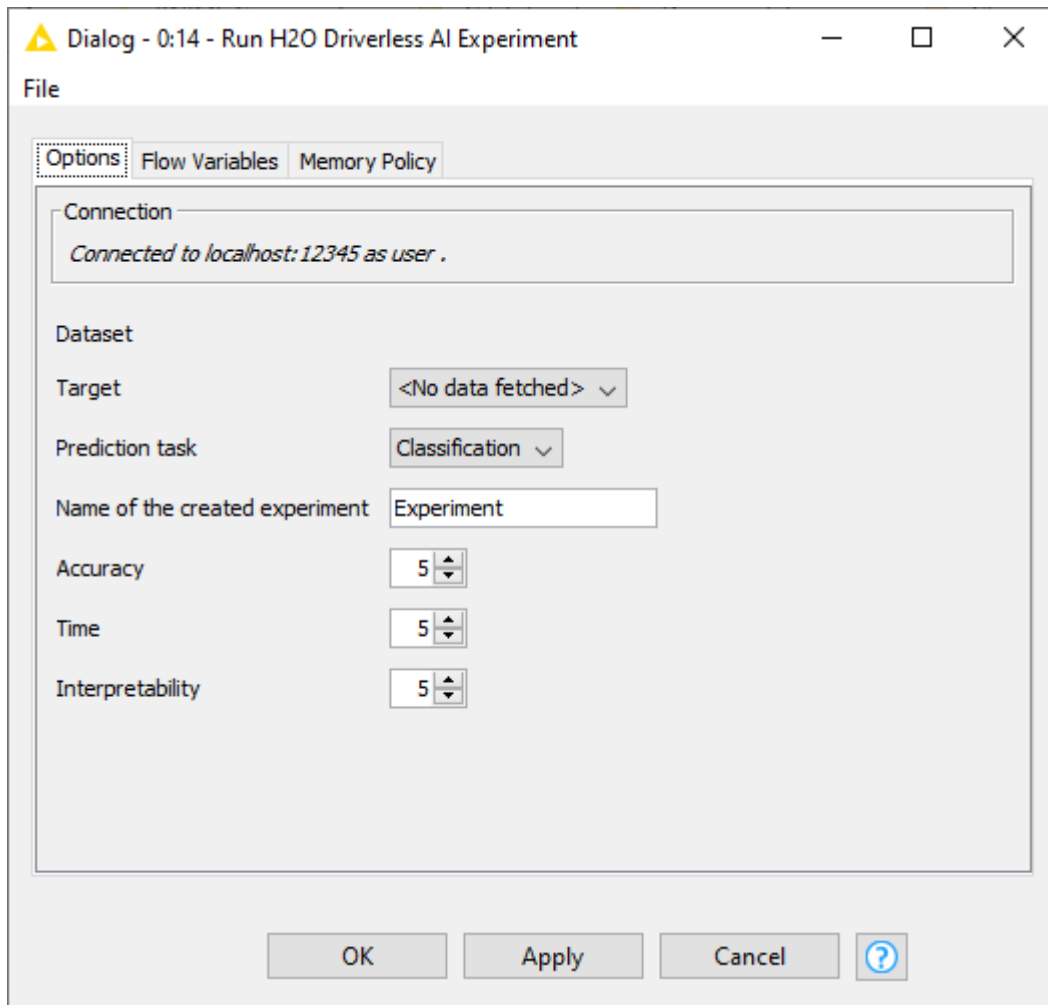 Dialog - 0:14 - Run H2O Driverless AI Experiment
File
Options Flow Variables Memory Policy
Connection
Connected to localhost:12345 as user .
Dataset
Target <No data fetched>
Prediction task Classification
Name of the created experiment Experiment
Accuracy 5
Time 5
Interpretability 5
OK Apply Cancel ?